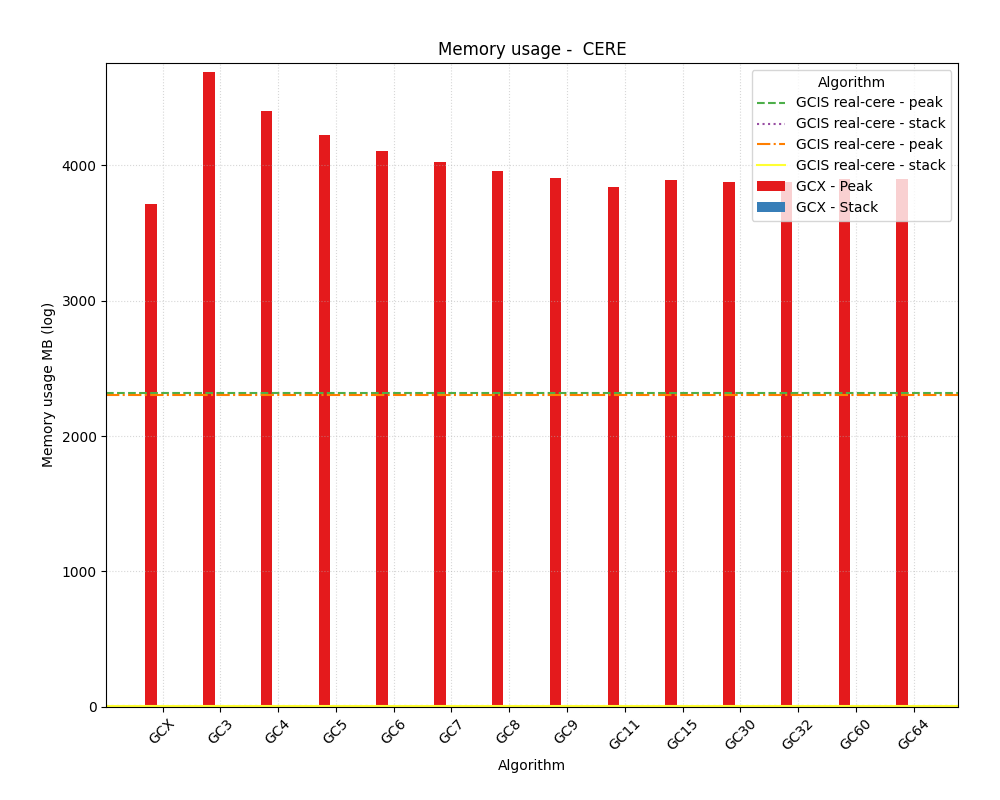 Memory usage -  CERE
Algorithm
GCIS real-cere - peak
GCIS real-cere - stack
GCIS real-cere - peak
GCIS real-cere - stack
GCX - Peak
GCX - Stack
Memory usage MB (log)
4000
3000
2000
1000
0
GCX GC3 GC4 GC5 GC6 GC7 GC8 GC9 GC11 GC15 GC30 GC32 GC60 GC64
Algorithm